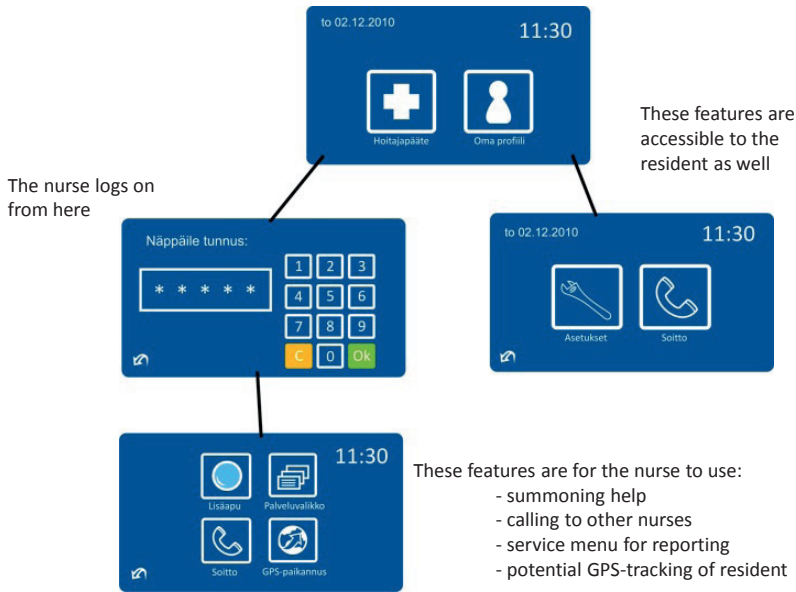 to 02.12.2010
11:30
Hoitajapääte
Oma profiili
These features are
accessible to the
resident as well
The nurse logs on
from here
Näppäile tunnus:
* * * * *
1 2 3
4 5 6
7 8 9
C 0 Ok
to 02.12.2010
11:30
Asetukset
Soitto
11:30
Lisäapu
Palveluvalikko
Soitto
GPS-paikannus
These features are for the nurse to use:
- summoning help
- calling to other nurses
- service menu for reporting
- potential GPS-tracking of resident